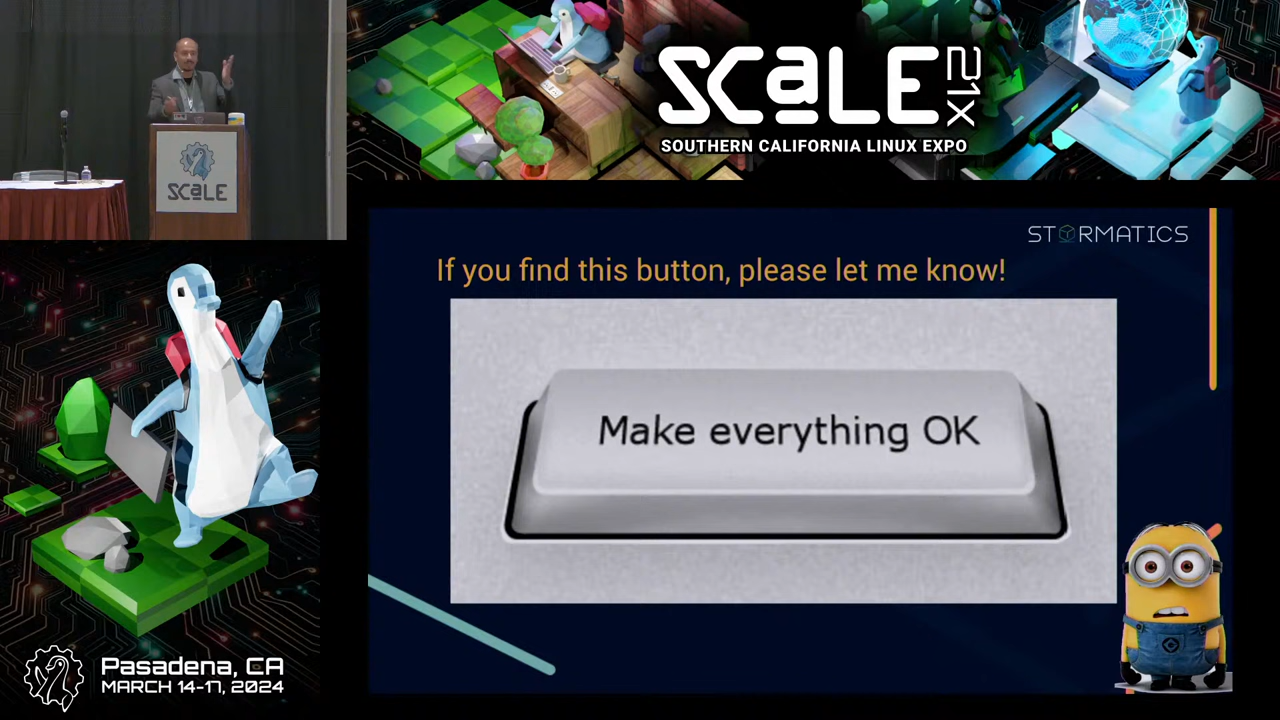 SCALE
21X
SOUTHERN CALIFORNIA LINUX EXPO
SCALE
STORMATICS
If you find this button, please let me know!
Make everything OK
Pasadena, CA
MARCH 14-17, 2024